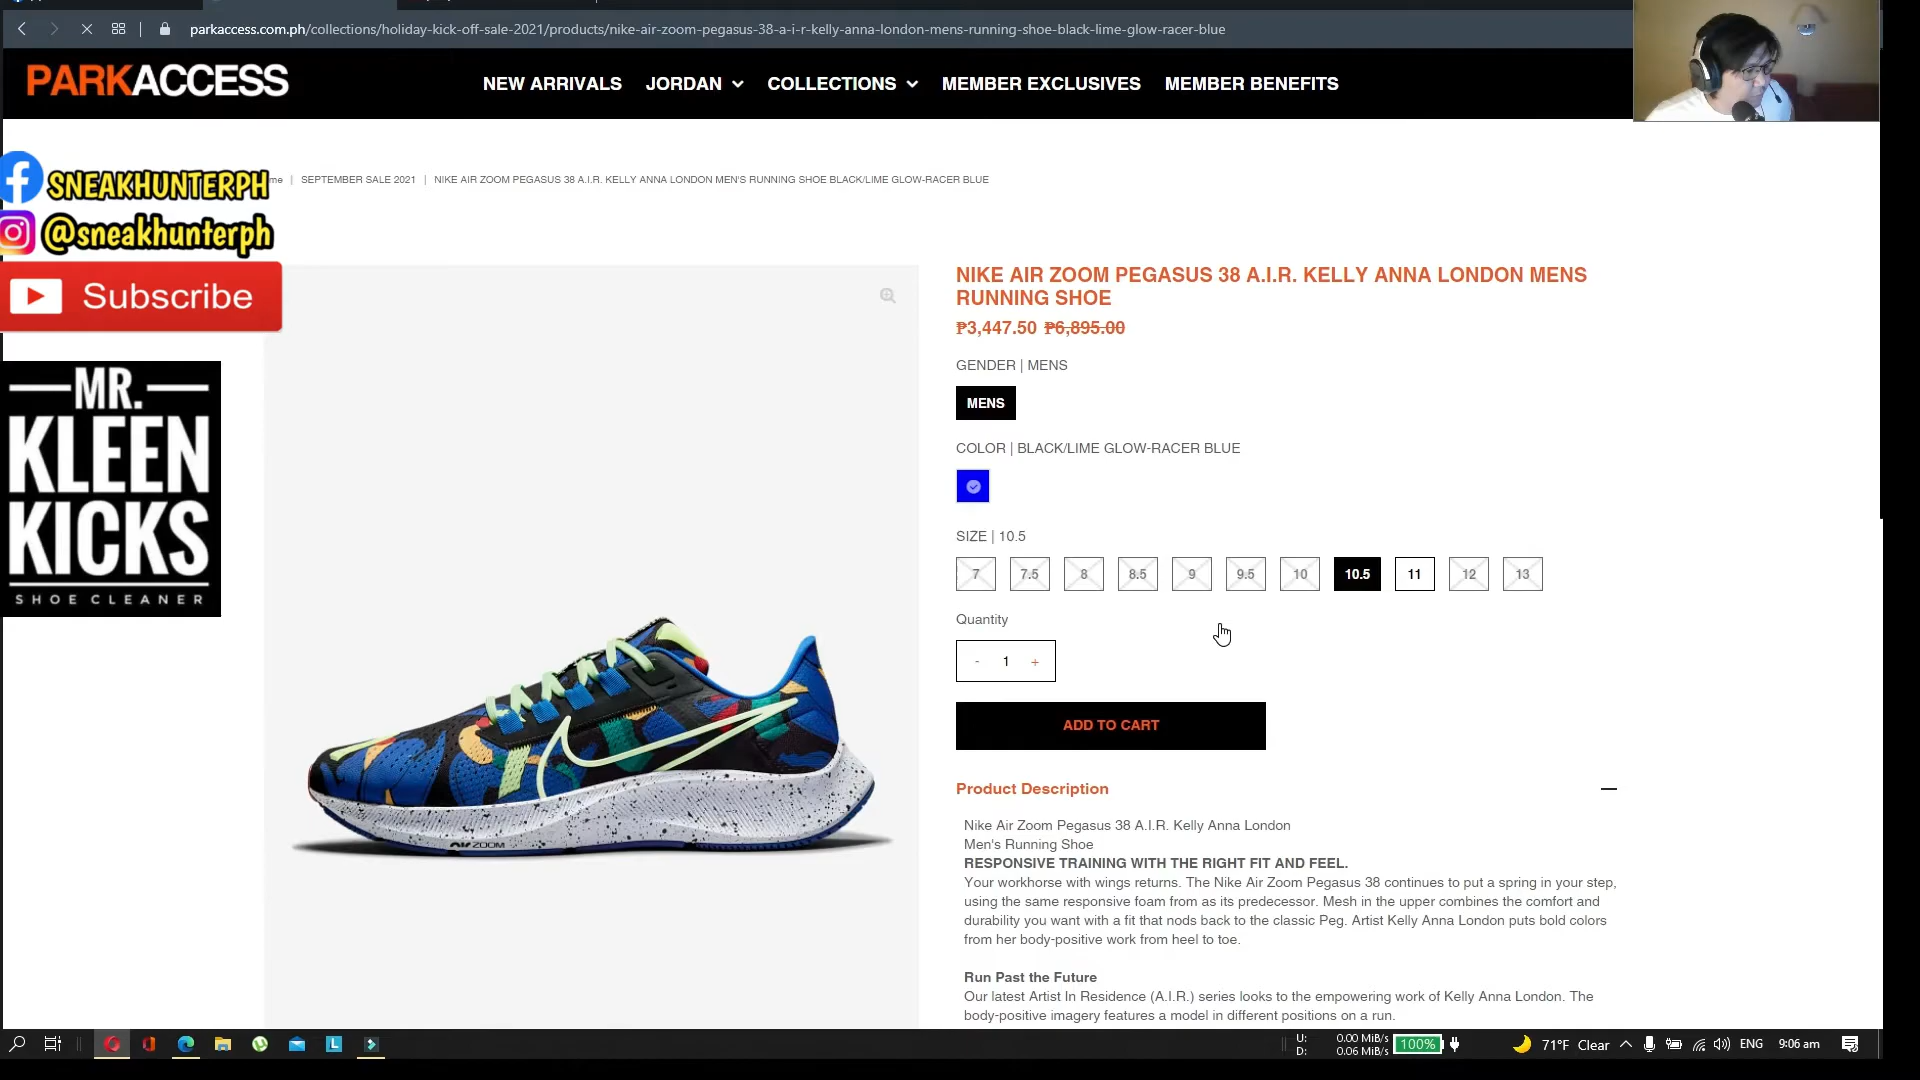 parkaccess.com.ph/collections/holiday-kick-off-sale-2021/products/nike-air-zoom-pegasus-38-a-i-r-kelly-anna-london-mens-running-shoe-black-lime-glow-racer-blue
PARKACCESS
NEW ARRIVALS JORDAN COLLECTIONS MEMBER EXCLUSIVES MEMBER BENEFITS
SNEAKHUNTERPH
@sneakhunterph
Subscribe
MR.
KLEEN
KICKS
SHOE CLEANER
me | SEPTEMBER SALE 2021 | NIKE AIR ZOOM PEGASUS 38 A.I.R. KELLY ANNA LONDON MEN'S RUNNING SHOE BLACK/LIME GLOW-RACER BLUE
NIKE AIR ZOOM PEGASUS 38 A.I.R. KELLY ANNA LONDON MENS
RUNNING SHOE
₱3,447.50 ₱6,895.00
GENDER | MENS
MENS
COLOR | BLACK/LIME GLOW-RACER BLUE
SIZE | 10.5
7 7.5 8 8.5 9 9.5 10 10.5 11 12 13
Quantity
- 1 +
ADD TO CART
Product Description
Nike Air Zoom Pegasus 38 A.I.R. Kelly Anna London
Men's Running Shoe
RESPONSIVE TRAINING WITH THE RIGHT FIT AND FEEL.
Your workhorse with wings returns. The Nike Air Zoom Pegasus 38 continues to put a spring in your step,
using the same responsive foam from as its predecessor. Mesh in the upper combines the comfort and
durability you want with a fit that nods back to the classic Peg. Artist Kelly Anna London puts bold colors
from her body-positive work from heel to toe.
Run Past the Future
Our latest Artist In Residence (A.I.R.) series looks to the empowering work of Kelly Anna London. The
body-positive imagery features a model in different positions on a run.
U: 0.00 MiB/s
D: 0.06 MiB/s
100%
71°F Clear
ENG
9:06 am